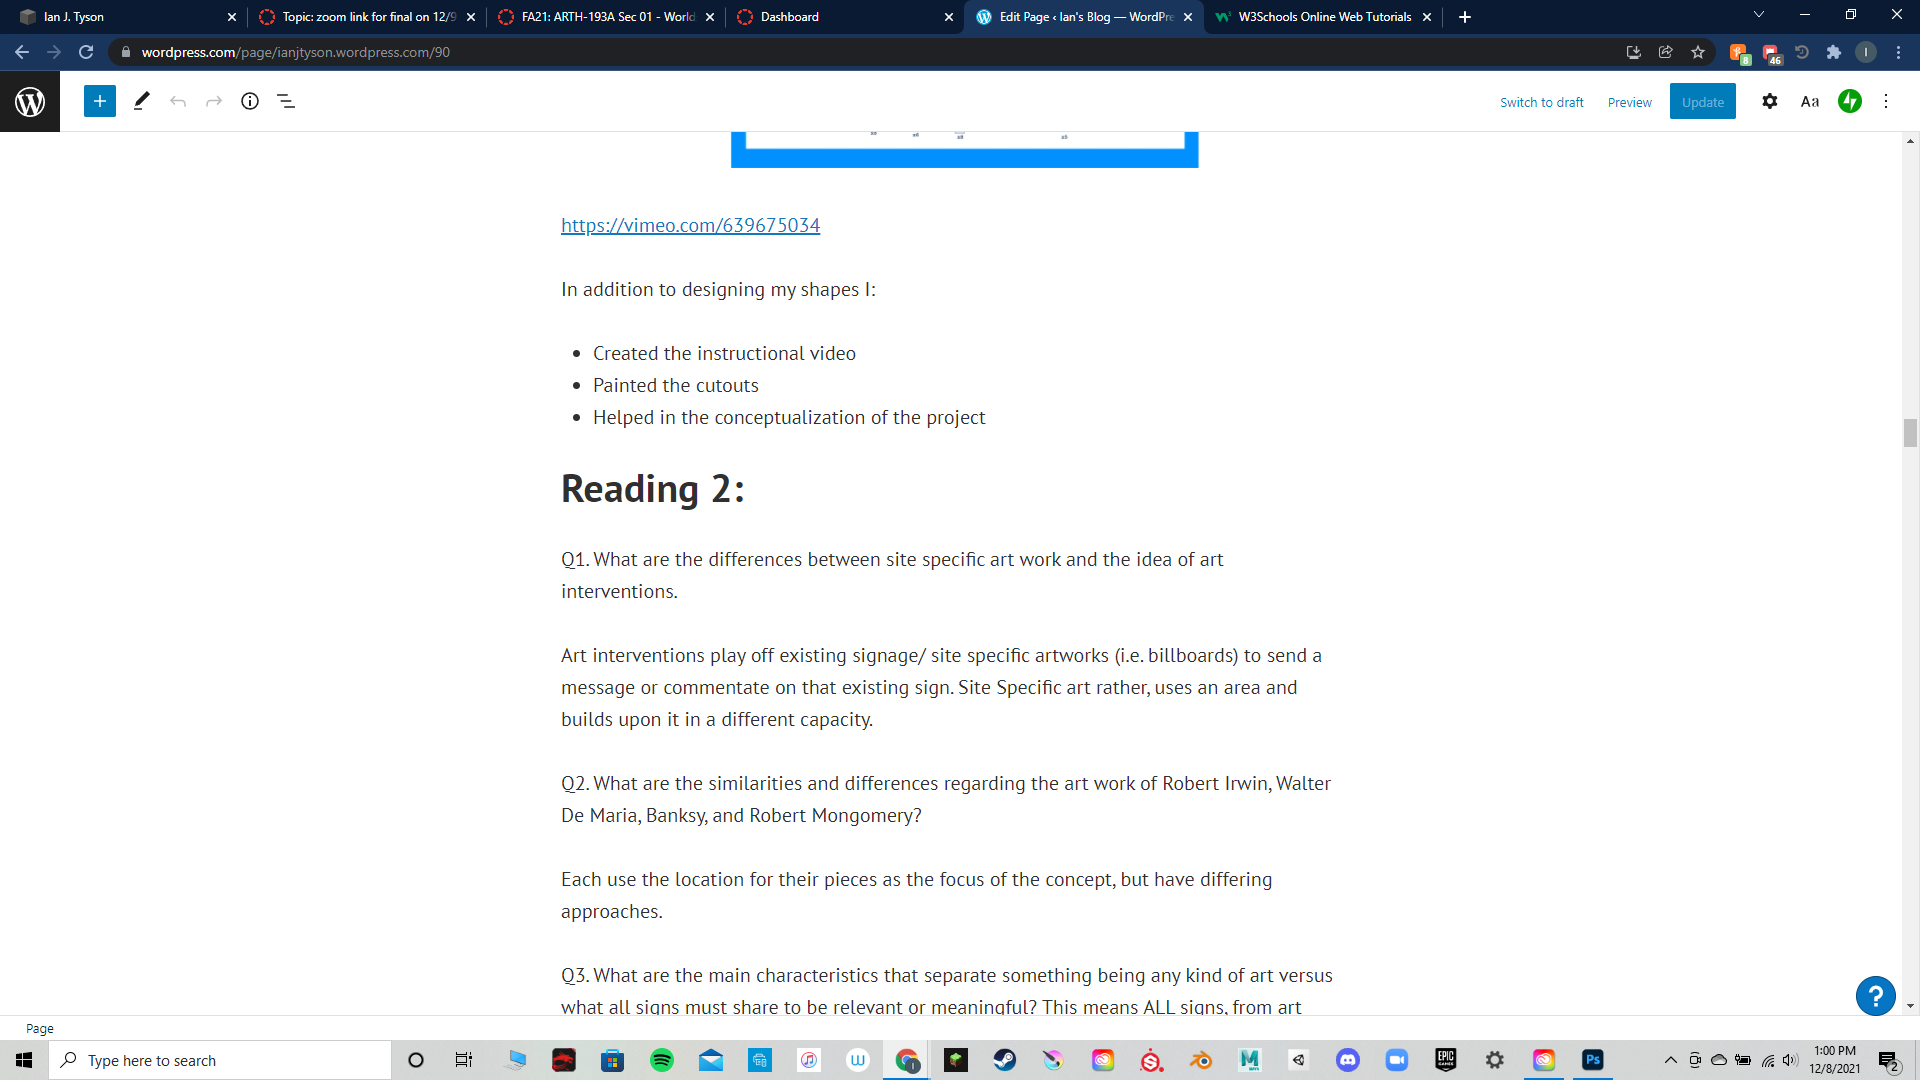 Ian J. Tyson
Topic: zoom link for final on 12/9
FA21: ARTH-193A Sec 01 - World
Dashboard
Edit Page ‹ Ian's Blog — WordPre
W3Schools Online Web Tutorials
wordpress.com/page/ianjtyson.wordpress.com/90
8
46
I
Switch to draft
Preview
Update
Aa
https://vimeo.com/639675034
In addition to designing my shapes I:
• Created the instructional video
• Painted the cutouts
• Helped in the conceptualization of the project
Reading 2:
Q1. What are the differences between site specific art work and the idea of art
interventions.
Art interventions play off existing signage/ site specific artworks (i.e. billboards) to send a
message or commentate on that existing sign. Site Specific art rather, uses an area and
builds upon it in a different capacity.
Q2. What are the similarities and differences regarding the art work of Robert Irwin, Walter
De Maria, Banksy, and Robert Mongomery?
Each use the location for their pieces as the focus of the concept, but have differing
approaches.
Q3. What are the main characteristics that separate something being any kind of art versus
what all signs must share to be relevant or meaningful? This means ALL signs, from art
?
Page
Type here to search
EPIC
GAMES
Ps
1:00 PM
12/8/2021
2